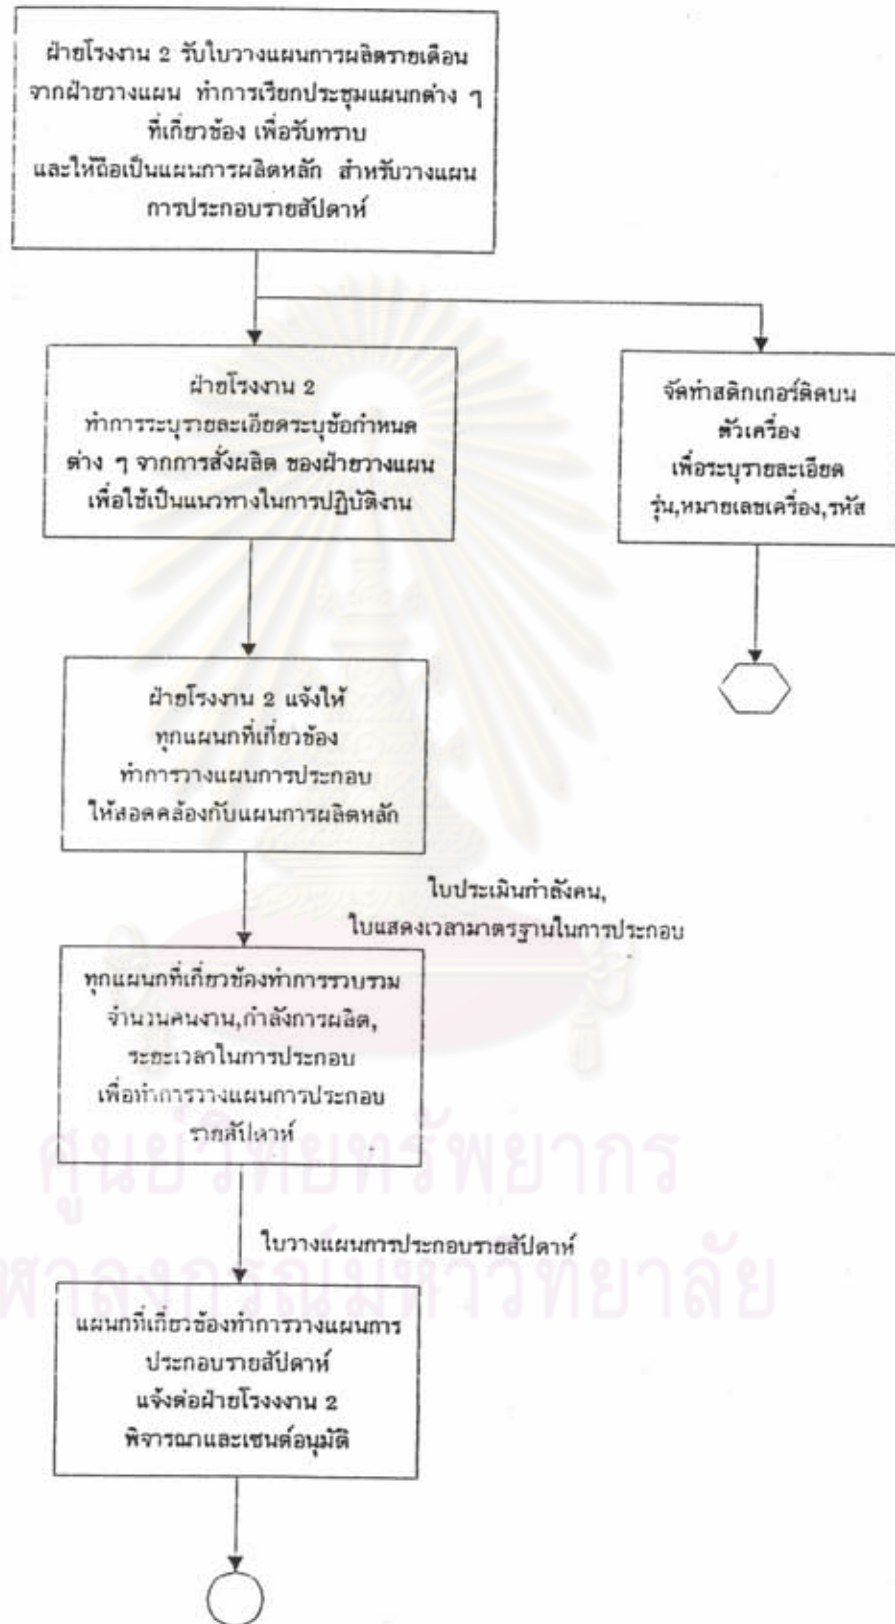 ฝ่ายโรงงาน 2 รับใบวางแผนการผลิตรายเดือน
จากฝ่ายวางแผน ทำการเรียกประชุมแผนกต่าง ๆ
ที่เกี่ยวข้อง เพื่อรับทราบ
และให้ถือเป็นแผนการผลิตหลัก สำหรับวางแผน
การประกอบรายสัปดาห์
ฝ่ายโรงงาน 2
ทำการระบุรายละเอียดระบุข้อกำหนด
ต่าง ๆ จากการสั่งผลิต ของฝ่ายวางแผน
เพื่อใช้เป็นแนวทางในการปฏิบัติงาน
จัดทำสติกเกอร์ติดบน
ตัวเครื่อง
เพื่อระบุรายละเอียด
รุ่น,หมายเลขเครื่อง,รหัส
ฝ่ายโรงงาน 2 แจ้งให้
ทุกแผนกที่เกี่ยวข้อง
ทำการวางแผนการประกอบ
ให้สอดคล้องกับแผนการผลิตหลัก
ใบประเมินกำลังคน,
ใบแสดงเวลามาตรฐานในการประกอบ
ทุกแผนกที่เกี่ยวข้องทำการรวบรวม
จำนวนคนงาน,กำลังการผลิต,
ระยะเวลาในการประกอบ
เพื่อทำการวางแผนการประกอบ
รายสัปดาห์
ศูนย์วิทยทรัพยากร
ใบวางแผนการประกอบรายสัปดาห์
ฬาลงกรณ์มหาวิทยาลัย
แผนกที่เกี่ยวข้องทำการวางแผนการ
ประกอบรายสัปดาห์
แจ้งต่อฝ่ายโรงงงาน 2
พิจารณาและเซนต์อนุมัติ